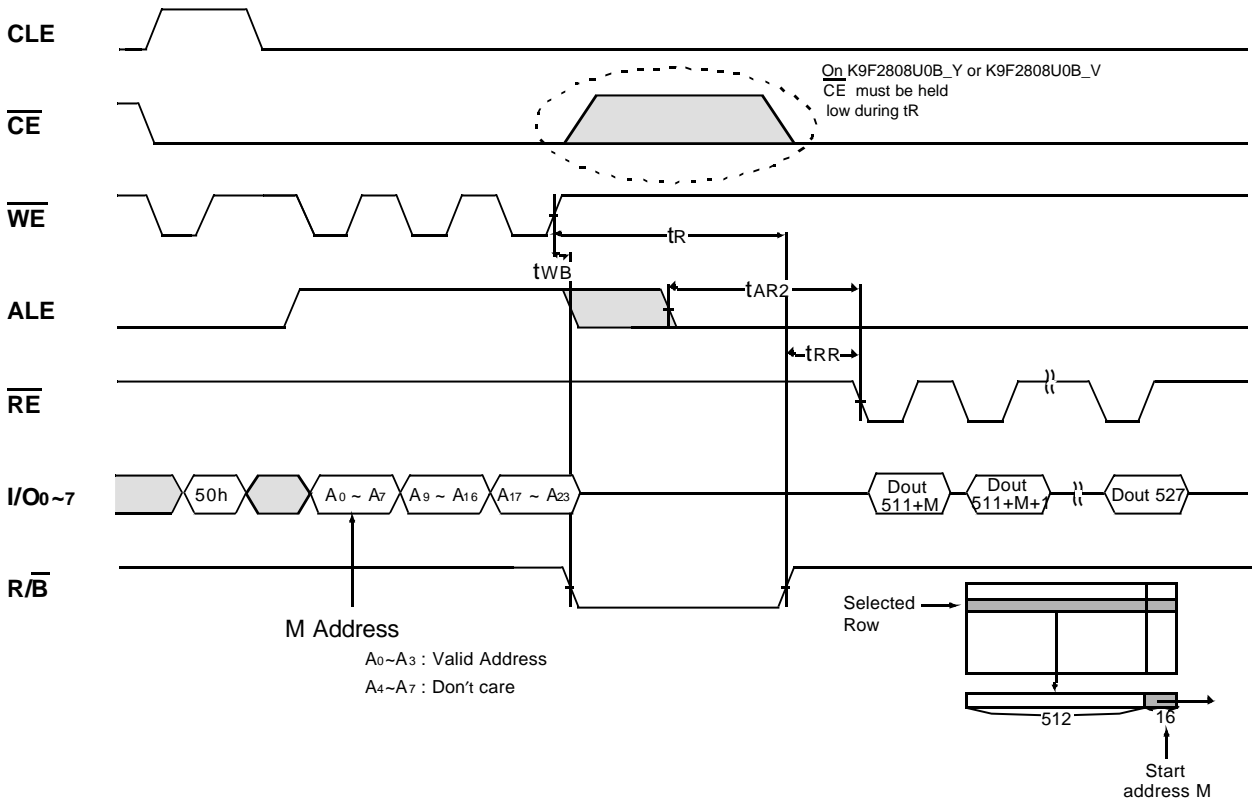 CLE
On K9F2808U0B_Y or K9F2808U0B_V
CE must be held
low during tR
CE
WE
tR
tWB
tAR2
ALE
tRR
RE
I/O0~7
50h
A0 ~ A7
A9 ~ A16
A17 ~ A23
Dout
511+M
Dout
511+M+1
Dout 527
R/B
M Address
A0~A3 : Valid Address
A4~A7 : Don't care
Selected
Row
512
16
Start
address M